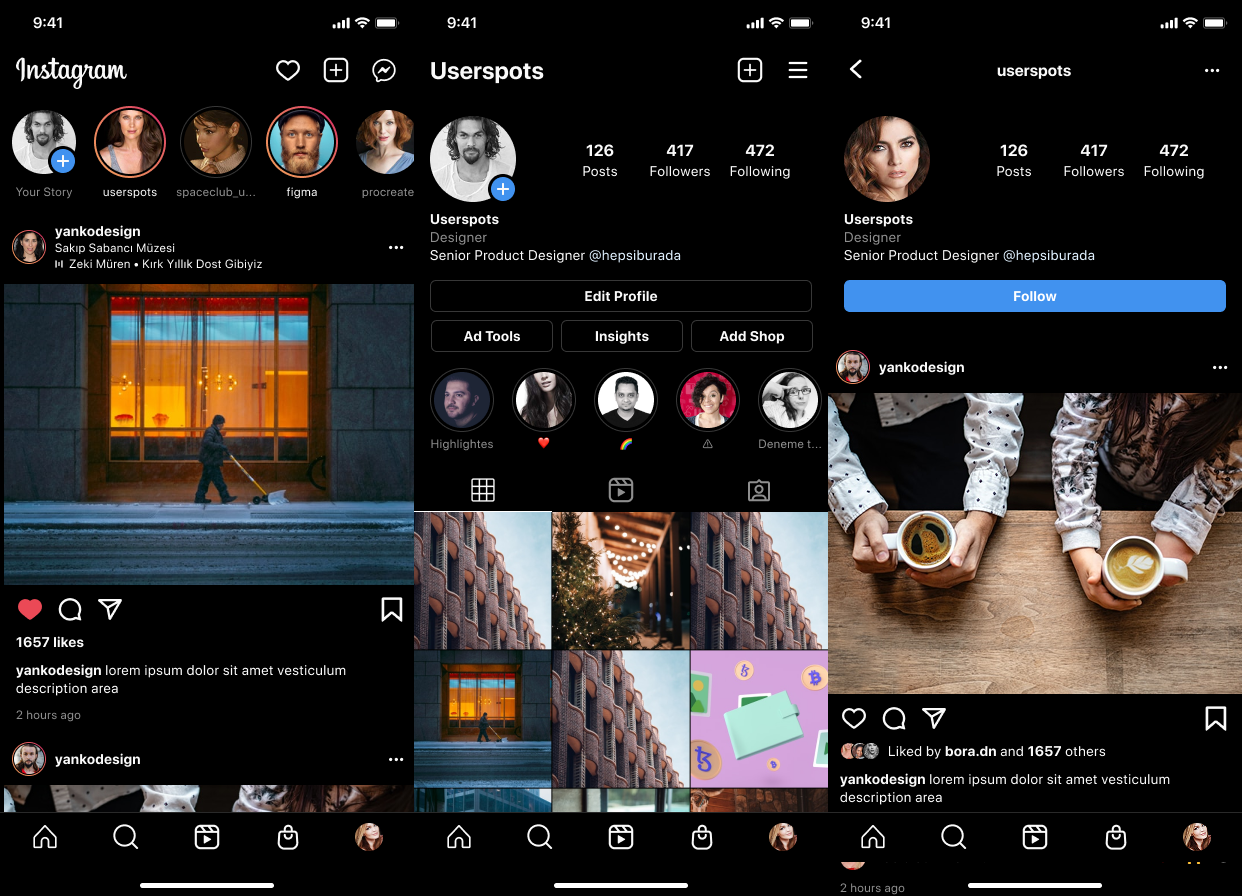 9:41
Instagram
Your Story
userspots
spaceclub_u...
figma
procreate
yankodesign
Sakıp Sabancı Müzesi
Zeki Müren • Kırk Yıllık Dost Gibiyiz
1657 likes
yankodesign lorem ipsum dolor sit amet vesticulum
description area
2 hours ago
yankodesign
9:41
Userspots
126
417
472
Posts
Followers
Following
Userspots
Designer
Senior Product Designer @hepsiburada
Edit Profile
Ad Tools
Insights
Add Shop
Highlightes
❤️
🌈
⚠
Deneme t...
9:41
userspots
126
417
472
Posts
Followers
Following
Userspots
Designer
Senior Product Designer @hepsiburada
Follow
yankodesign
Liked by bora.dn and 1657 others
yankodesign lorem ipsum dolor sit amet vesticulum
description area
2 hours ago